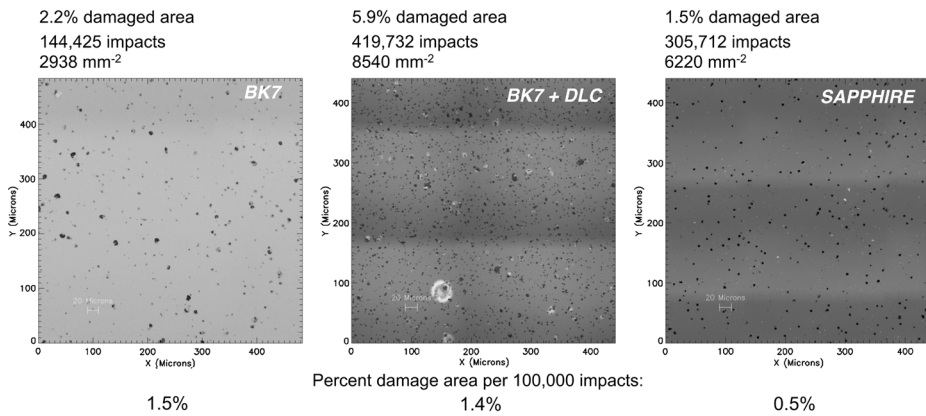 2.2% damaged area
144,425 impacts
2938 mm-2
5.9% damaged area
419,732 impacts
8540 mm-2
1.5% damaged area
305,712 impacts
6220 mm-2
BK7
400
300
200
100
0
Y (Microns)
20 Microns
0 100 200 300 400
X (Microns)
BK7 + DLC
400
300
200
100
0
Y (Microns)
20 Microns
0 100 200 300 400
X (Microns)
SAPPHIRE
400
300
200
100
0
Y (Microns)
20 Microns
0 100 200 300 400
X (Microns)
Percent damage area per 100,000 impacts:
1.5% 1.4% 0.5%